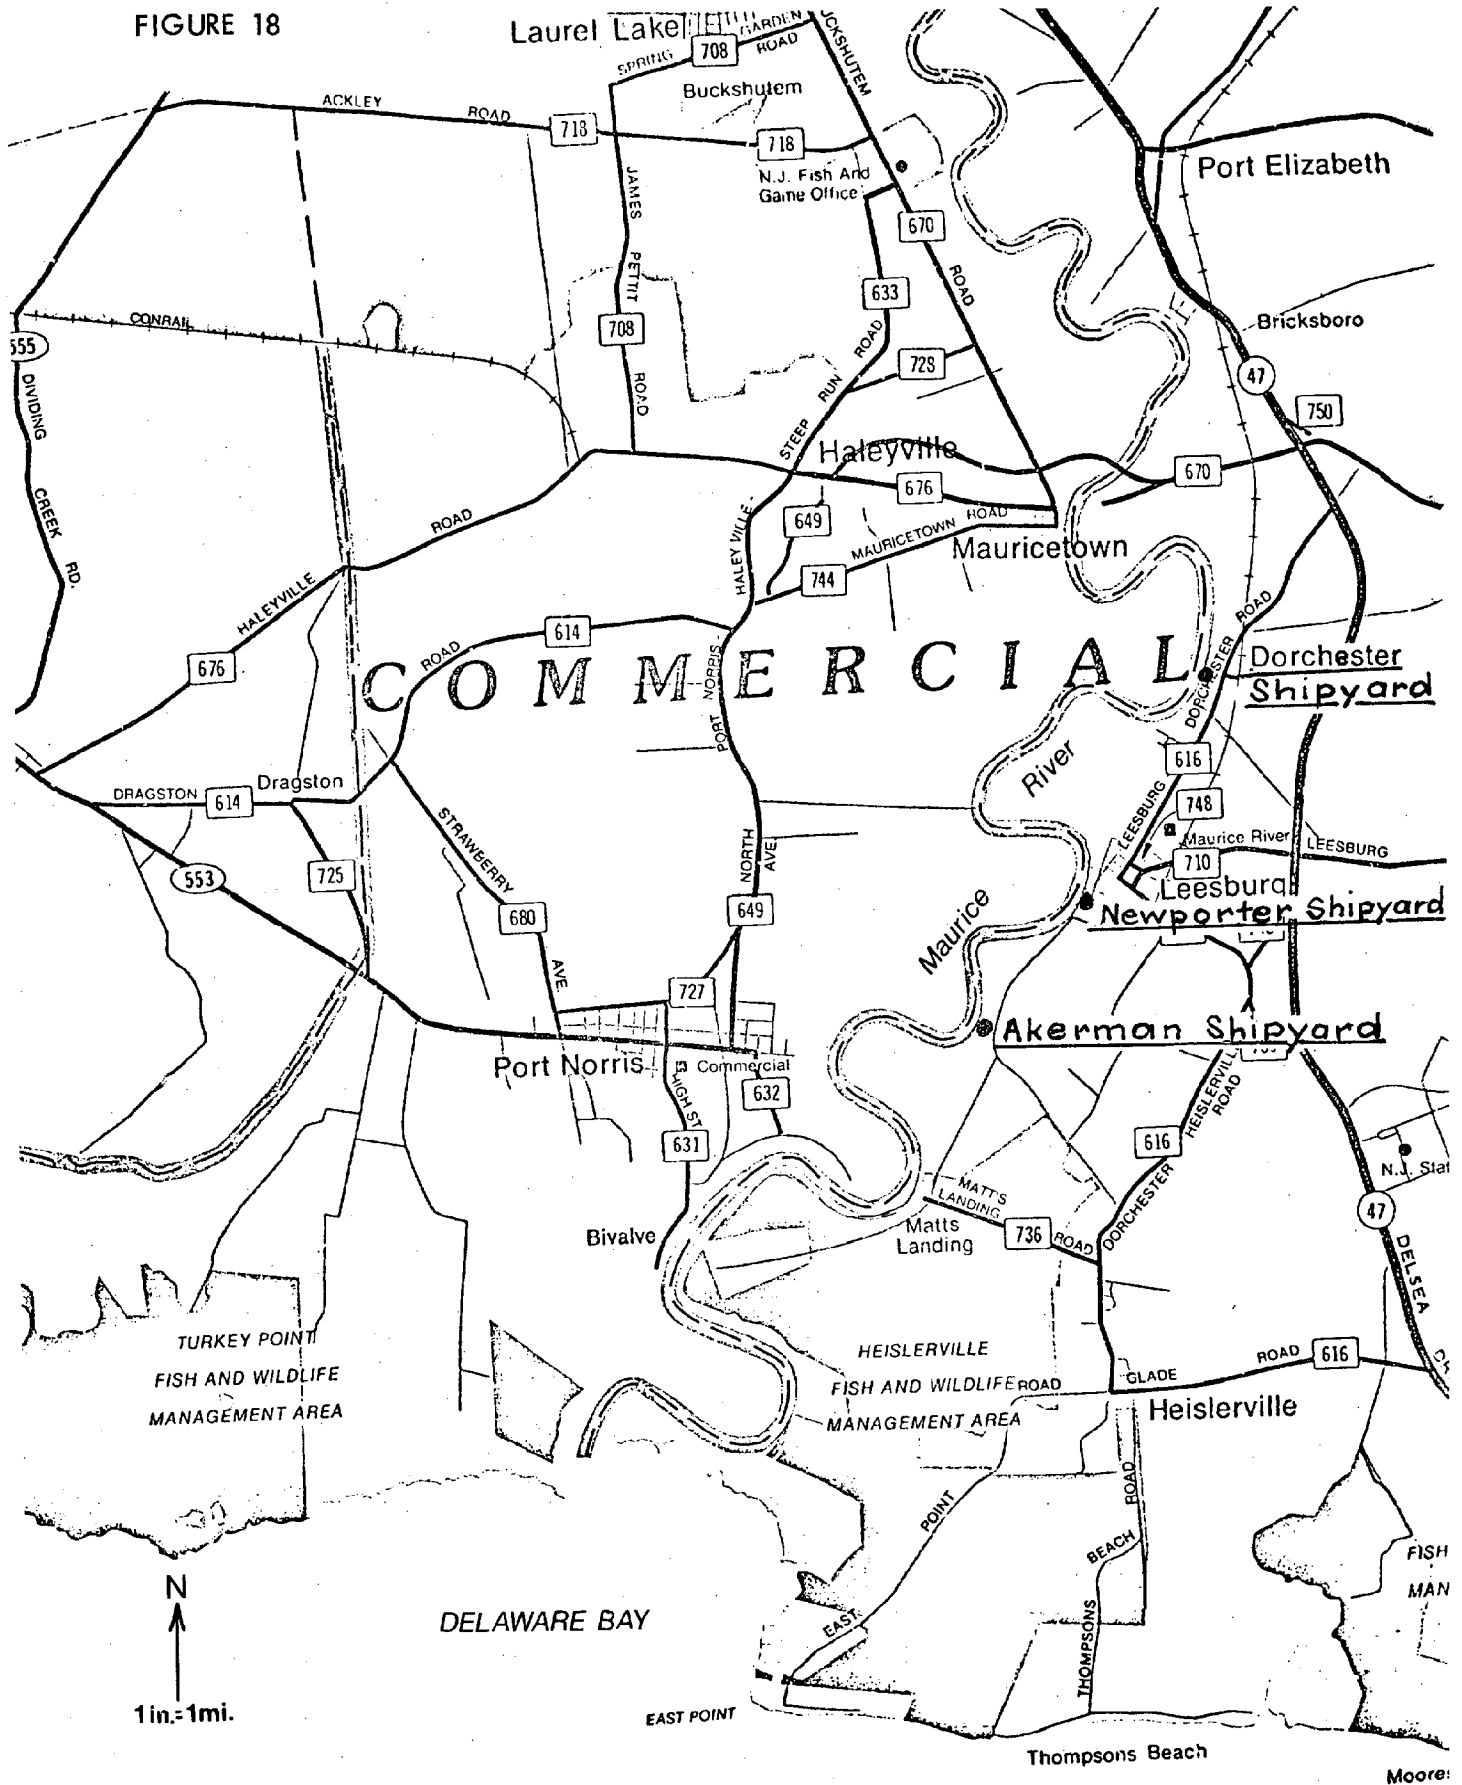 FIGURE 18
Laurel Lake
GARDEN
SPRING
708
ROAD
BUCKSHUTEM
Buckshutem
ACKLEY
ROAD
718
718
N.J. Fish And
Game Office
Port Elizabeth
JAMES
PETTIT
670
ROAD
633
CONRAIL
708
Bricksboro
555
ROAD
728
47
DIVIDING
ROAD
RUN
750
STEEP
Haleyville
670
CREEK
676
ROAD
649
ROAD
MAURICETOWN
Mauricetown
RD.
HALEYVILLE
744
HALEYVILLE
ROAD
614
ROAD
676
COMMERCIAL
NORRIS
PORT
DORCHESTER
Dorchester
Shipyard
River
616
Dragston
DRAGSTON
614
748
LEESBURG
STRAWBERRY
NORTH
AVE.
Maurice River
LEESBURG
553
725
710
Leesburg
680
649
Newporter Shipyard
Maurice
AVE.
727
Akerman Shipyard
Port Norris
Commercial
632
HIGH ST.
HEISLERVILLE
ROAD
631
616
N.J. Stat
MATTS
LANDING
DORCHESTER
47
Bivalve
Matts
Landing
736
ROAD
DELSEA
TURKEY POINT
FISH AND WILDLIFE
MANAGEMENT AREA
HEISLERVILLE
FISH AND WILDLIFE
MANAGEMENT AREA
ROAD
GLADE
ROAD
616
DR
Heislerville
ROAD
POINT
BEACH
FISH
MAN
N
DELAWARE BAY
EAST
THOMPSONS
1in.=1mi.
EAST POINT
Thompsons Beach
Moores